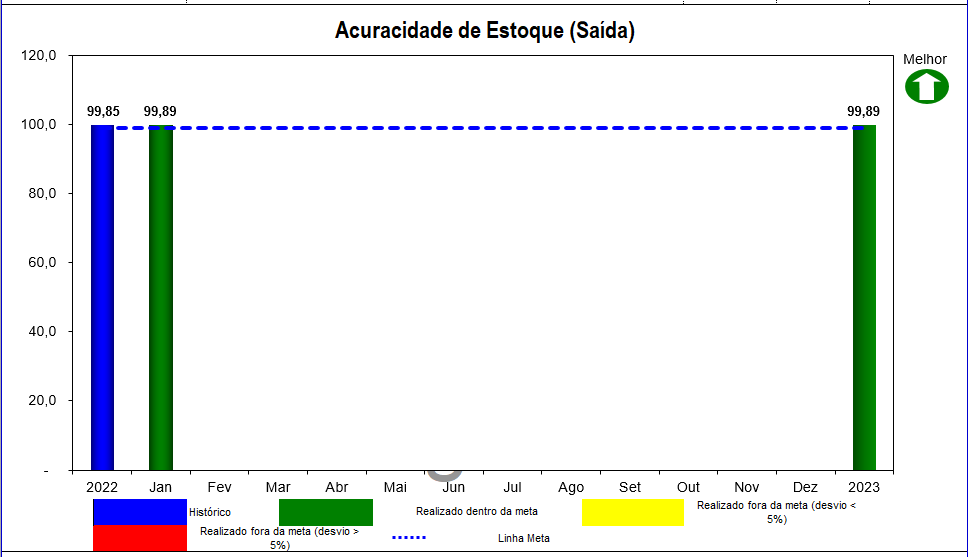 Acuracidade de Estoque (Saída)
Melhor
120,0
100,0
80,0
60,0
40,0
20,0
-
99,85
99,89
99,89
2022 Jan Fev Mar Abr Mai Jun Jul Ago Set Out Nov Dez 2023
Histórico
Realizado dentro da meta
Realizado fora da meta (desvio <
5%)
Realizado fora da meta (desvio >
5%)
Linha Meta